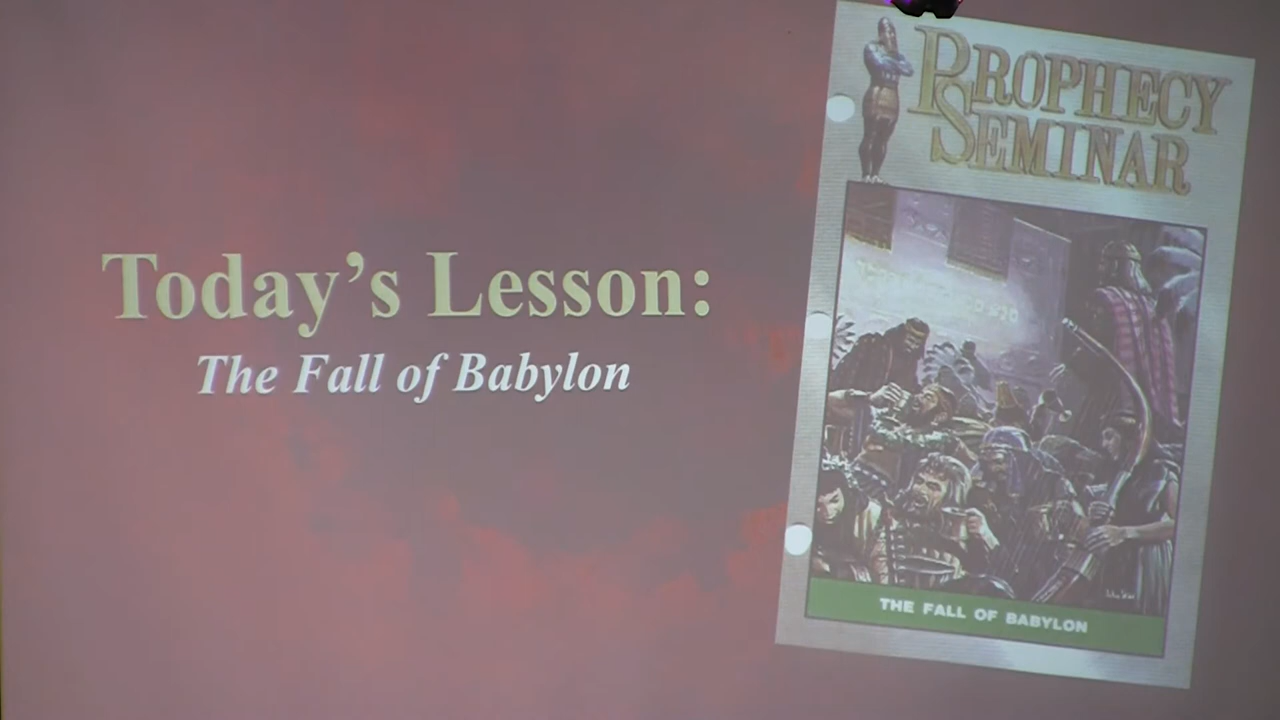 Today's Lesson:
The Fall of Babylon
PROPHECY
SEMINAR
THE FALL OF BABYLON